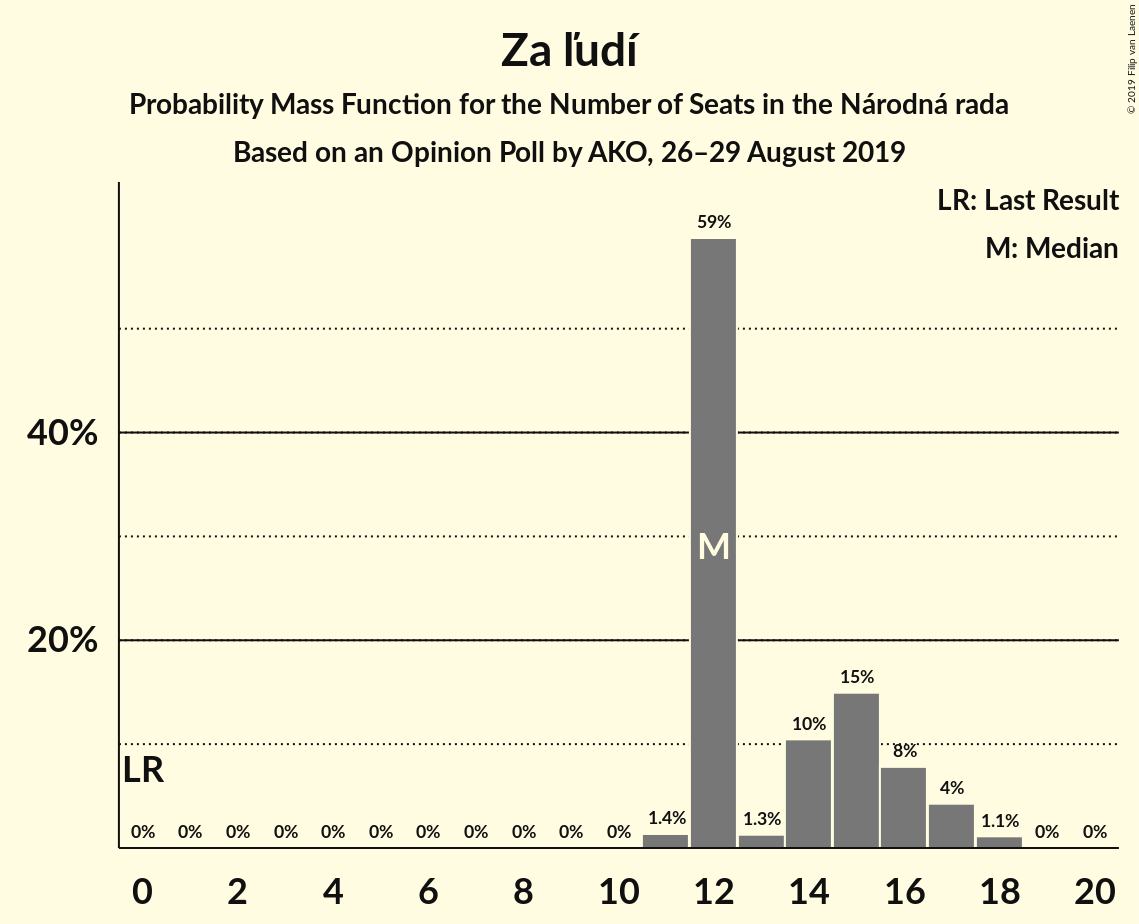 Za ľudí
Probability Mass Function for the Number of Seats in the Národná rada
Based on an Opinion Poll by AKO, 26–29 August 2019
© 2019 Filip van Laenen
LR: Last Result
M: Median
59%
40%
M
20%
15%
10%
8%
LR
4%
0% 0% 0% 0% 0% 0% 0% 0% 0% 0% 0% 1.4% 1.3% 1.1% 0% 0%
0 2 4 6 8 10 12 14 16 18 20